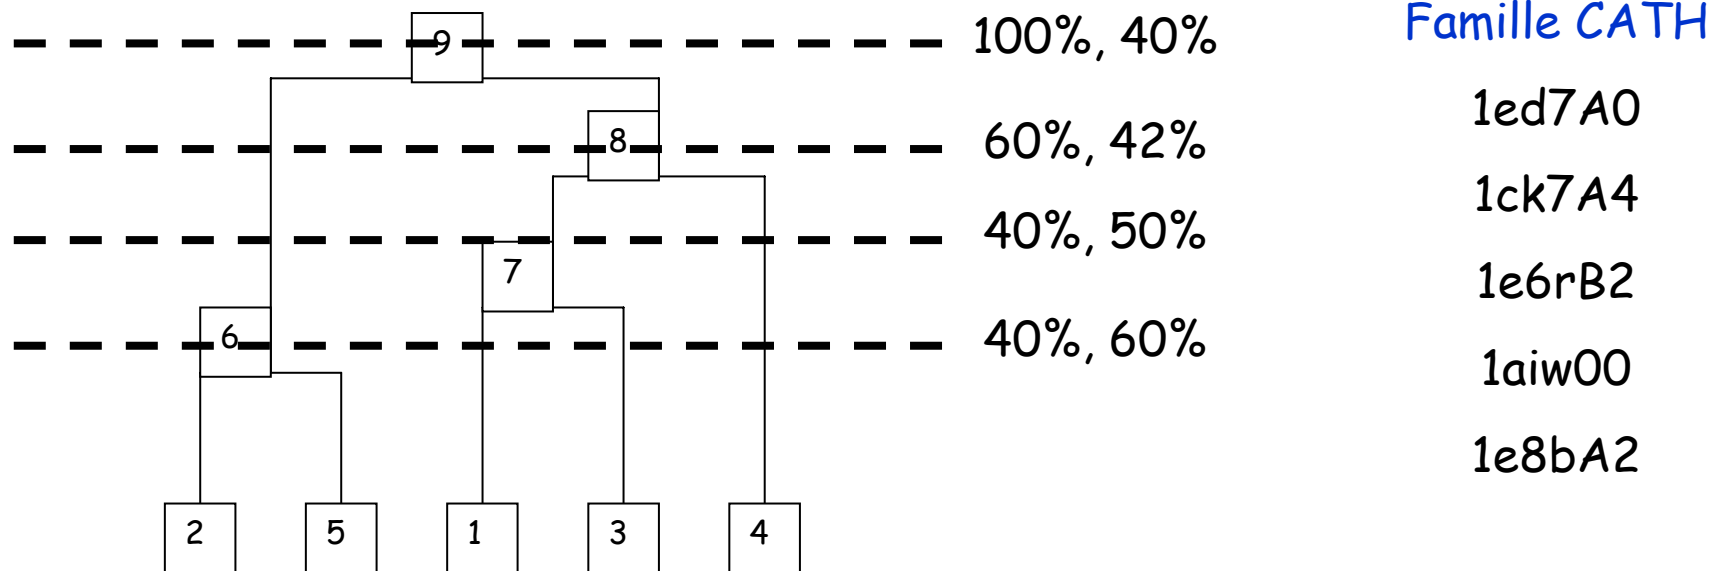 9
100%, 40%
8
60%, 42%
40%, 50%
7
6
40%, 60%
2 5 1 3 4
Famille CATH
1ed7A0
1ck7A4
1e6rB2
1aiw00
1e8bA2